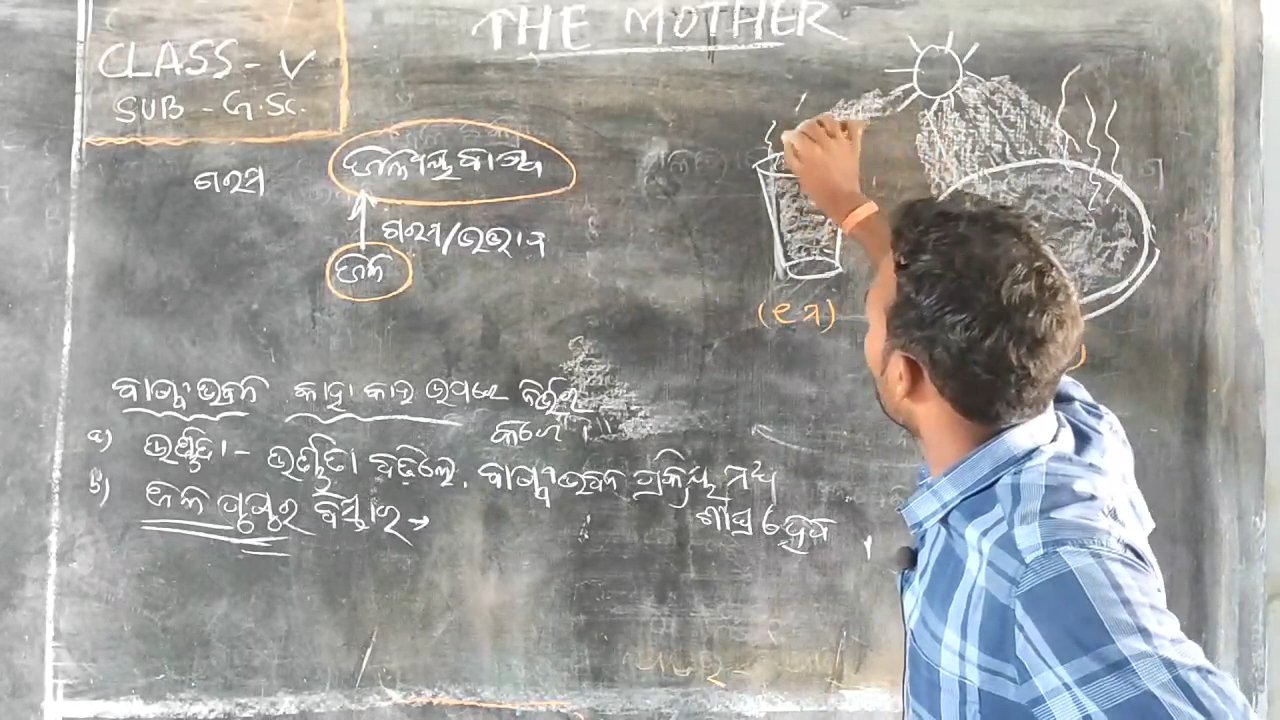 THE MOTHER
CLASS - V
SUB - G.SC.
ଗରମ
ଜଳୀୟ ବାଷ୍ପ
ଗରମ/ଉତ୍ତାପ
ଜଳ
(୧ମ)
ବାଷ୍ପୀଭବନ କାହା କାହା ଉପରେ ନିର୍ଭର
କରେ ।
a) ଉଷ୍ଣତା - ଉଷ୍ଣତା ବଢ଼ିଲେ, ବାଷ୍ପୀଭବନ ପ୍ରକ୍ରିୟା ମଧ୍ୟ
ଶୀଘ୍ର ହେବ ।
b) ଜଳ ପୃଷ୍ଠର ବିସ୍ତାର →